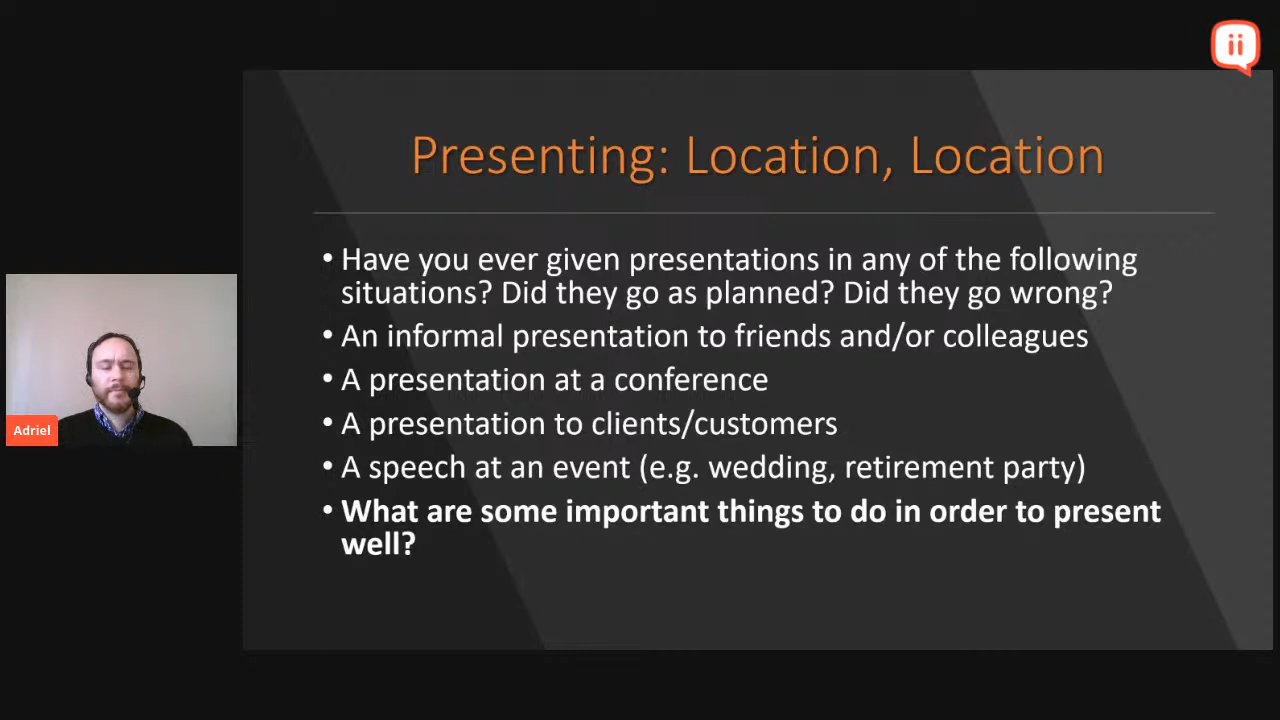 Presenting: Location, Location
• Have you ever given presentations in any of the following
situations? Did they go as planned? Did they go wrong?
• An informal presentation to friends and/or colleagues
• A presentation at a conference
• A presentation to clients/customers
• A speech at an event (e.g. wedding, retirement party)
• What are some important things to do in order to present
well?
Adriel
ii